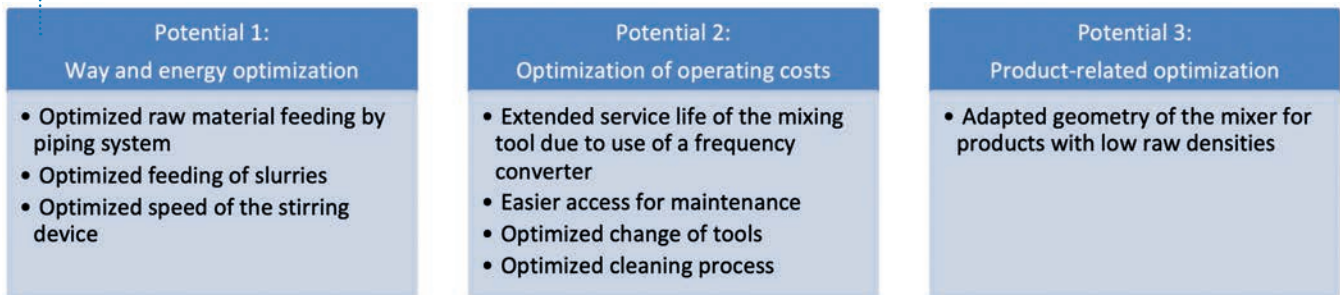 Potential 1:
Way and energy optimization
• Optimized raw material feeding by
piping system
• Optimized feeding of slurries
• Optimized speed of the stirring
device
Potential 2:
Optimization of operating costs
• Extended service life of the mixing
tool due to use of a frequency
converter
• Easier access for maintenance
• Optimized change of tools
• Optimized cleaning process
Potential 3:
Product-related optimization
• Adapted geometry of the mixer for
products with low raw densities